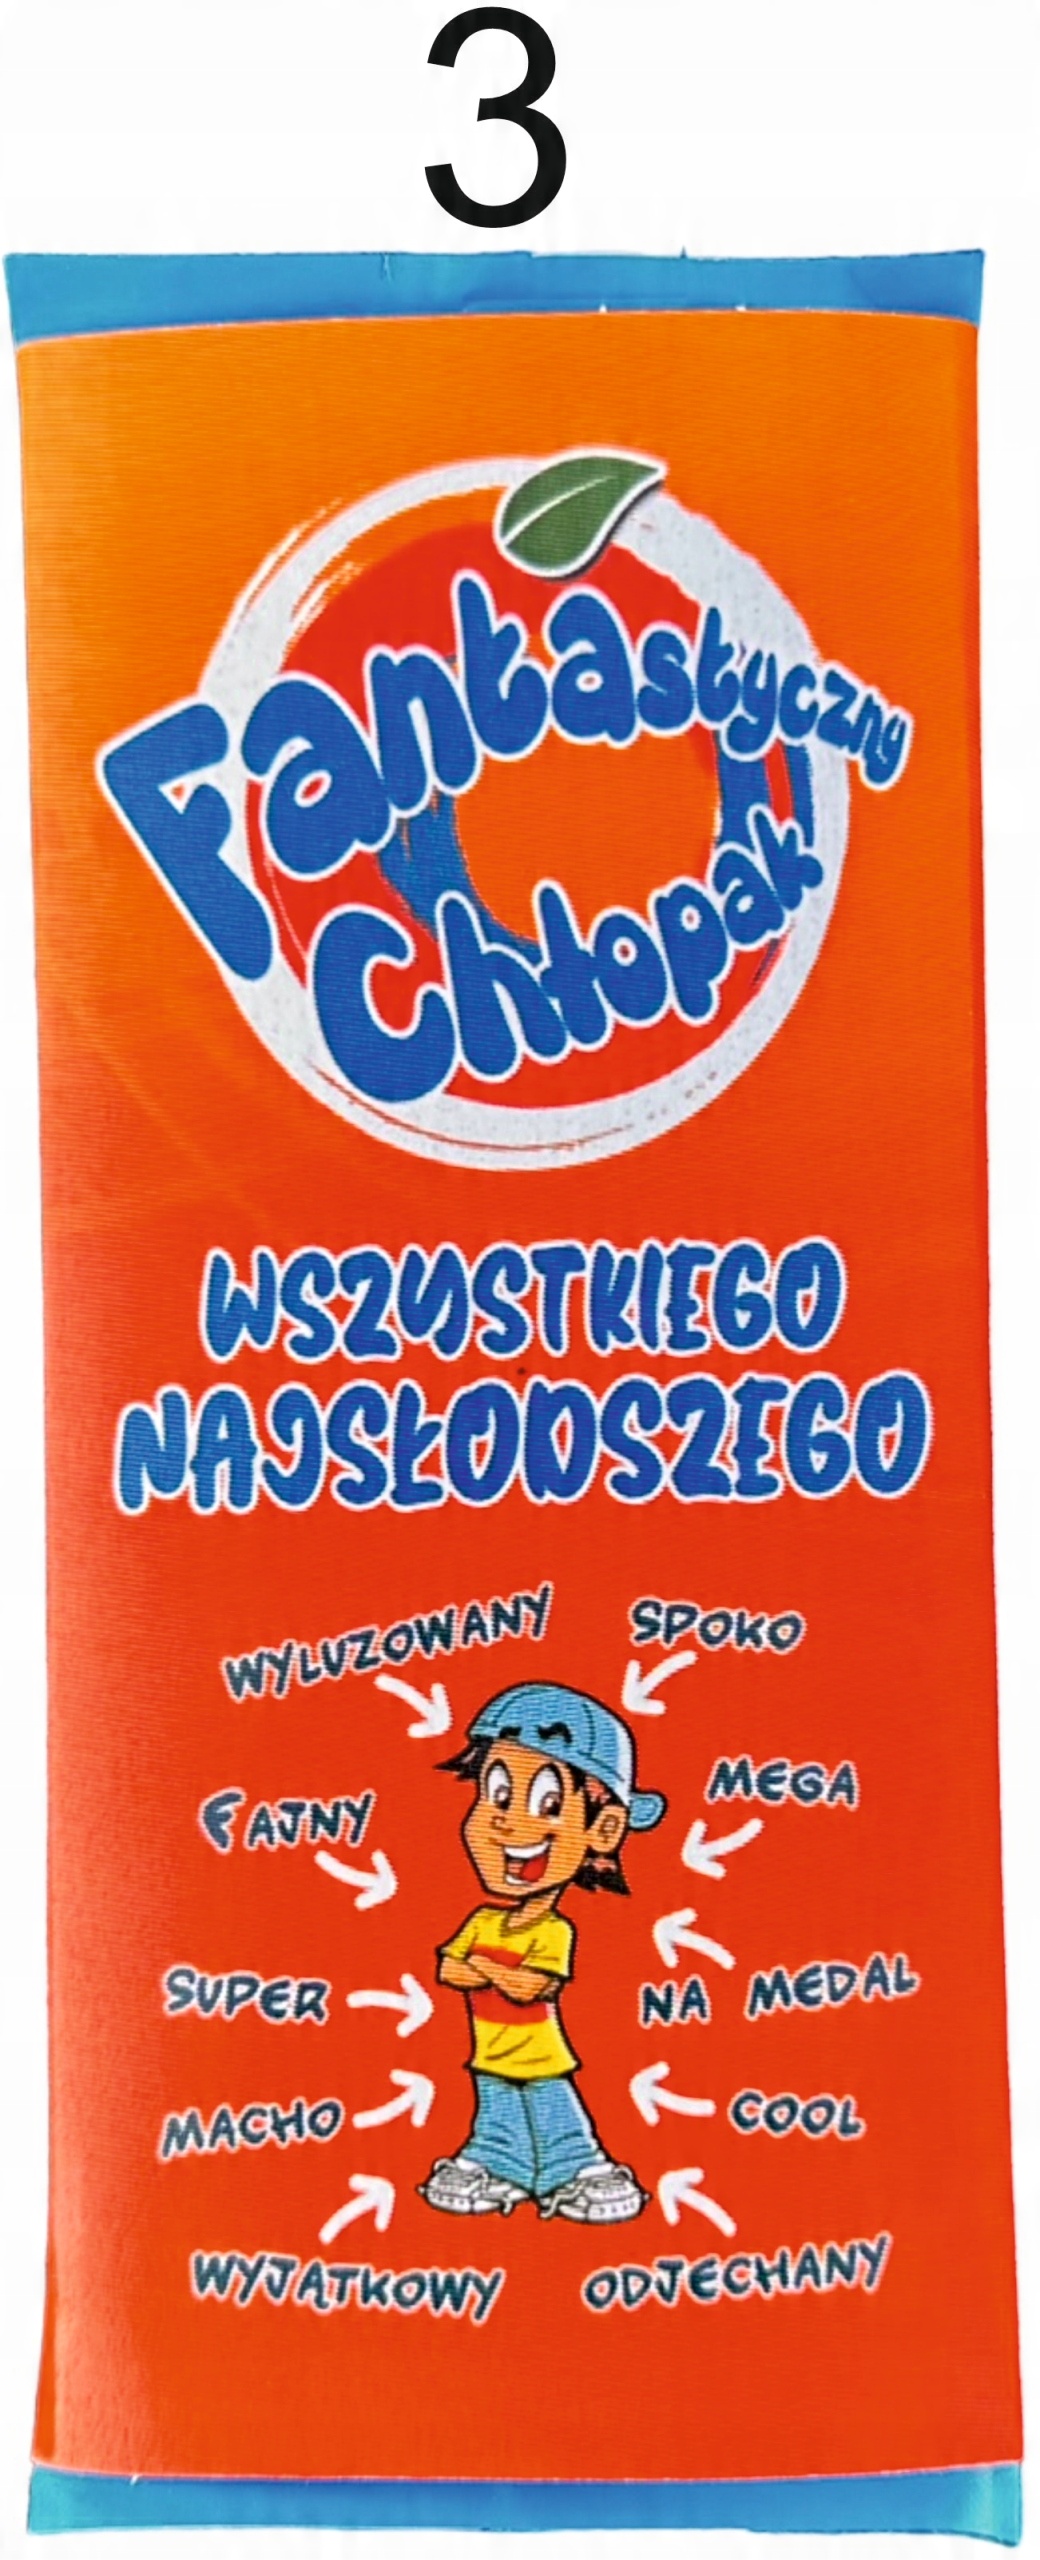 3
Fantastyczny
Chłopak
WSZYSTKIEGO
NAJSŁODSZEGO
WYLUZOWANY SPOKO
FAJNY MEGA
SUPER NA MEDAL
MACHO COOL
WYJĄTKOWY ODJECHANY